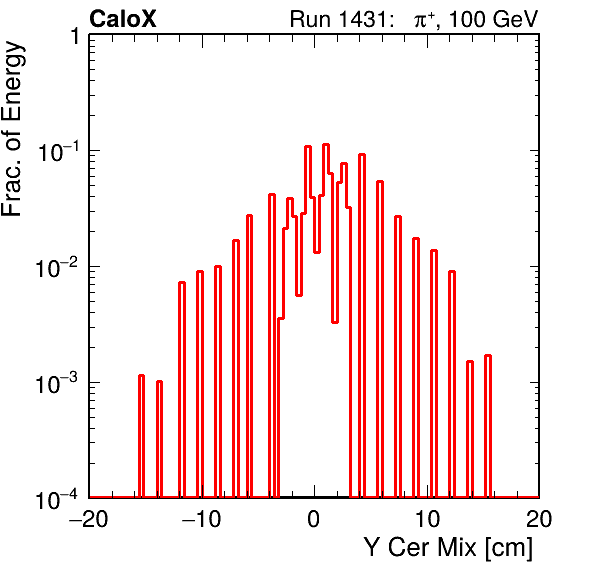 CaloX Run 1431: π⁺, 100 GeV
Frac. of Energy
1
10⁻¹
10⁻²
10⁻³
10⁻⁴
−20 −10 0 10 20
Y Cer Mix [cm]